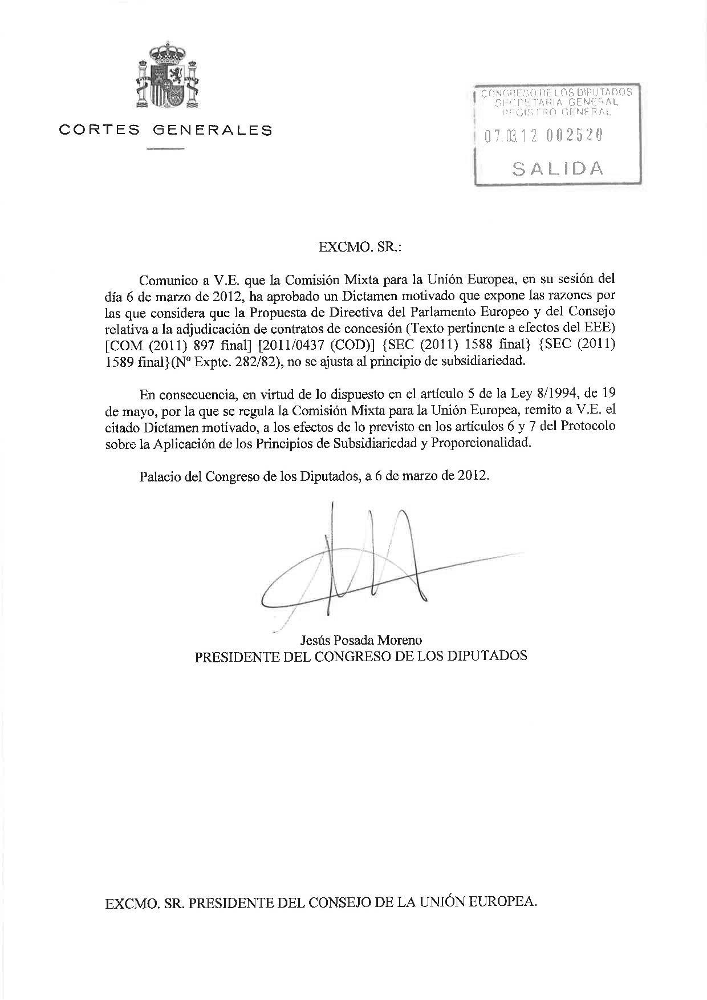 CORTES GENERALES
CONGRESO DE LOS DIPUTADOS
SECRETARIA GENERAL
REGISTRO GENERAL
07.03.12 002520
SALIDA
EXCMO. SR.:
Comunico a V.E. que la Comisión Mixta para la Unión Europea, en su sesión del
día 6 de marzo de 2012, ha aprobado un Dictamen motivado que expone las razones por
las que considera que la Propuesta de Directiva del Parlamento Europeo y del Consejo
relativa a la adjudicación de contratos de concesión (Texto pertinente a efectos del EEE)
[COM (2011) 897 final] [2011/0437 (COD)] {SEC (2011) 1588 final} {SEC (2011)
1589 final}(Nº Expte. 282/82), no se ajusta al principio de subsidiariedad.
En consecuencia, en virtud de lo dispuesto en el artículo 5 de la Ley 8/1994, de 19
de mayo, por la que se regula la Comisión Mixta para la Unión Europea, remito a V.E. el
citado Dictamen motivado, a los efectos de lo previsto en los artículos 6 y 7 del Protocolo
sobre la Aplicación de los Principios de Subsidiariedad y Proporcionalidad.
Palacio del Congreso de los Diputados, a 6 de marzo de 2012.
Jesús Posada Moreno
PRESIDENTE DEL CONGRESO DE LOS DIPUTADOS
EXCMO. SR. PRESIDENTE DEL CONSEJO DE LA UNIÓN EUROPEA.